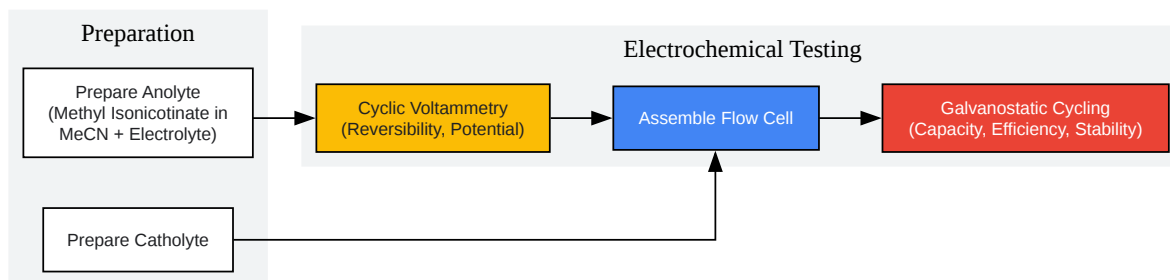 Preparation
Prepare Anolyte
(Methyl Isonicotinate in
MeCN + Electrolyte)
Prepare Catholyte
Electrochemical Testing
Cyclic Voltammetry
(Reversibility, Potential)
Assemble Flow Cell
Galvanostatic Cycling
(Capacity, Efficiency, Stability)